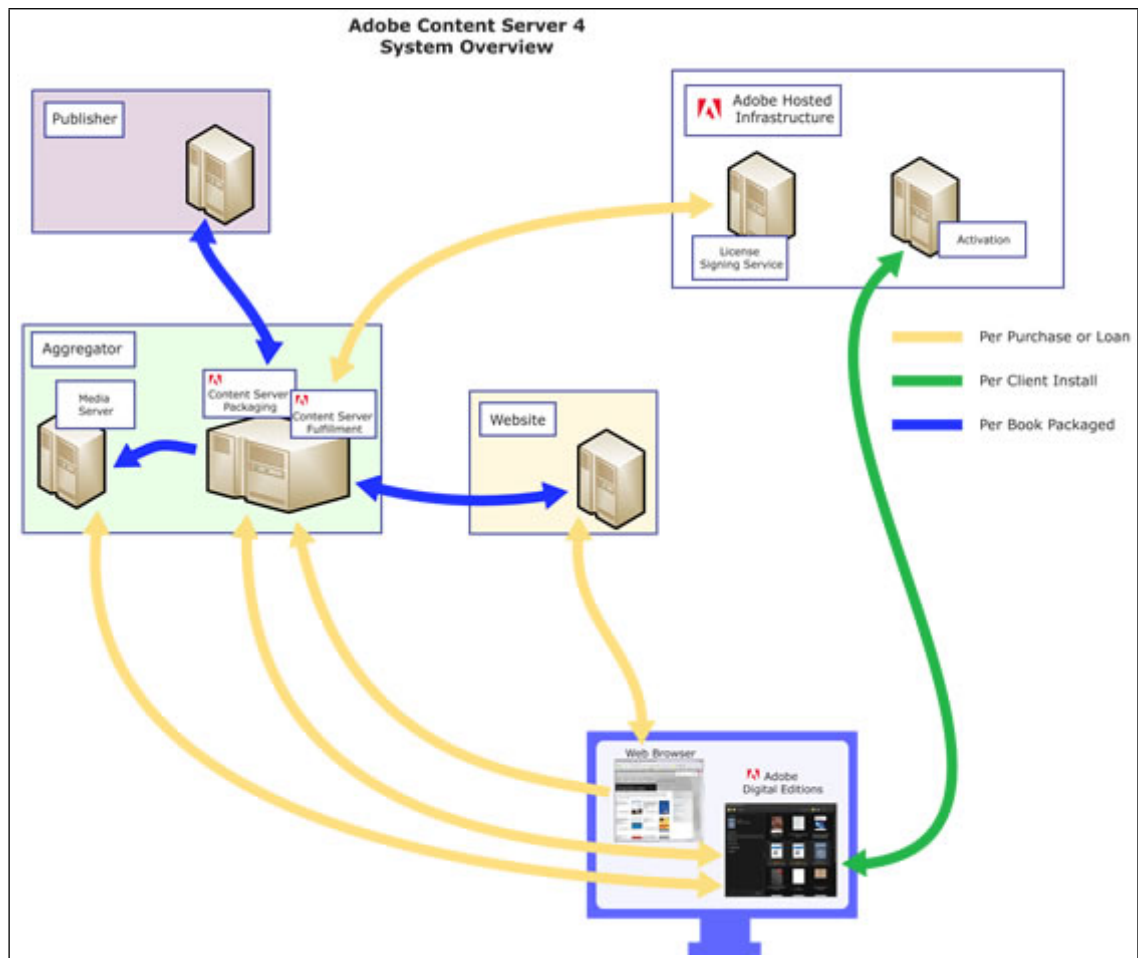 Adobe Content Server 4
System Overview
Publisher
Adobe Hosted
Infrastructure
License
Signing Service
Activation
Aggregator
Media
Server
Content Server
Packaging
Content Server
Fulfillment
Website
Per Purchase or Loan
Per Client Install
Per Book Packaged
Web Browser
Adobe
Digital Editions